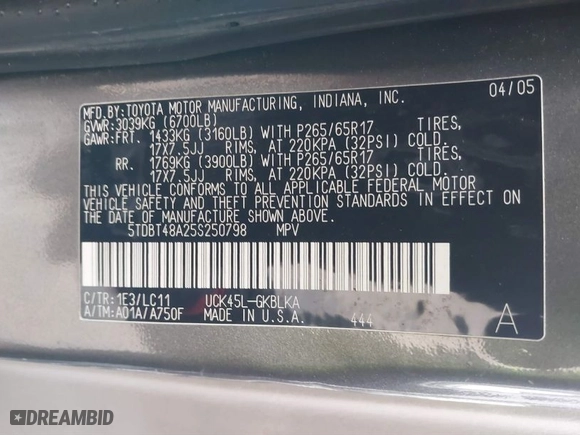 MFD.BY:TOYOTA MOTOR MANUFACTURING, INDIANA, INC. 04/05
GVWR:3039KG (6700LB)
GAWR:FRT. 1433KG (3160LB) WITH P265/65R17 TIRES,
17X7.5JJ RIMS, AT 220KPA (32PSI) COLD.
RR. 1769KG (3900LB) WITH P265/65R17 TIRES,
17X7.5JJ RIMS, AT 220KPA (32PSI) COLD.
THIS VEHICLE CONFORMS TO ALL APPLICABLE FEDERAL MOTOR
VEHICLE SAFETY AND THEFT PREVENTION STANDARDS IN EFFECT ON
THE DATE OF MANUFACTURE SHOWN ABOVE.
5TDBT48A25S250798 MPV
C/TR:1E3/LC11 UCK45L-GKBLKA
A/TM:A01A/A750F MADE IN U.S.A. 444 A
DREAMBID